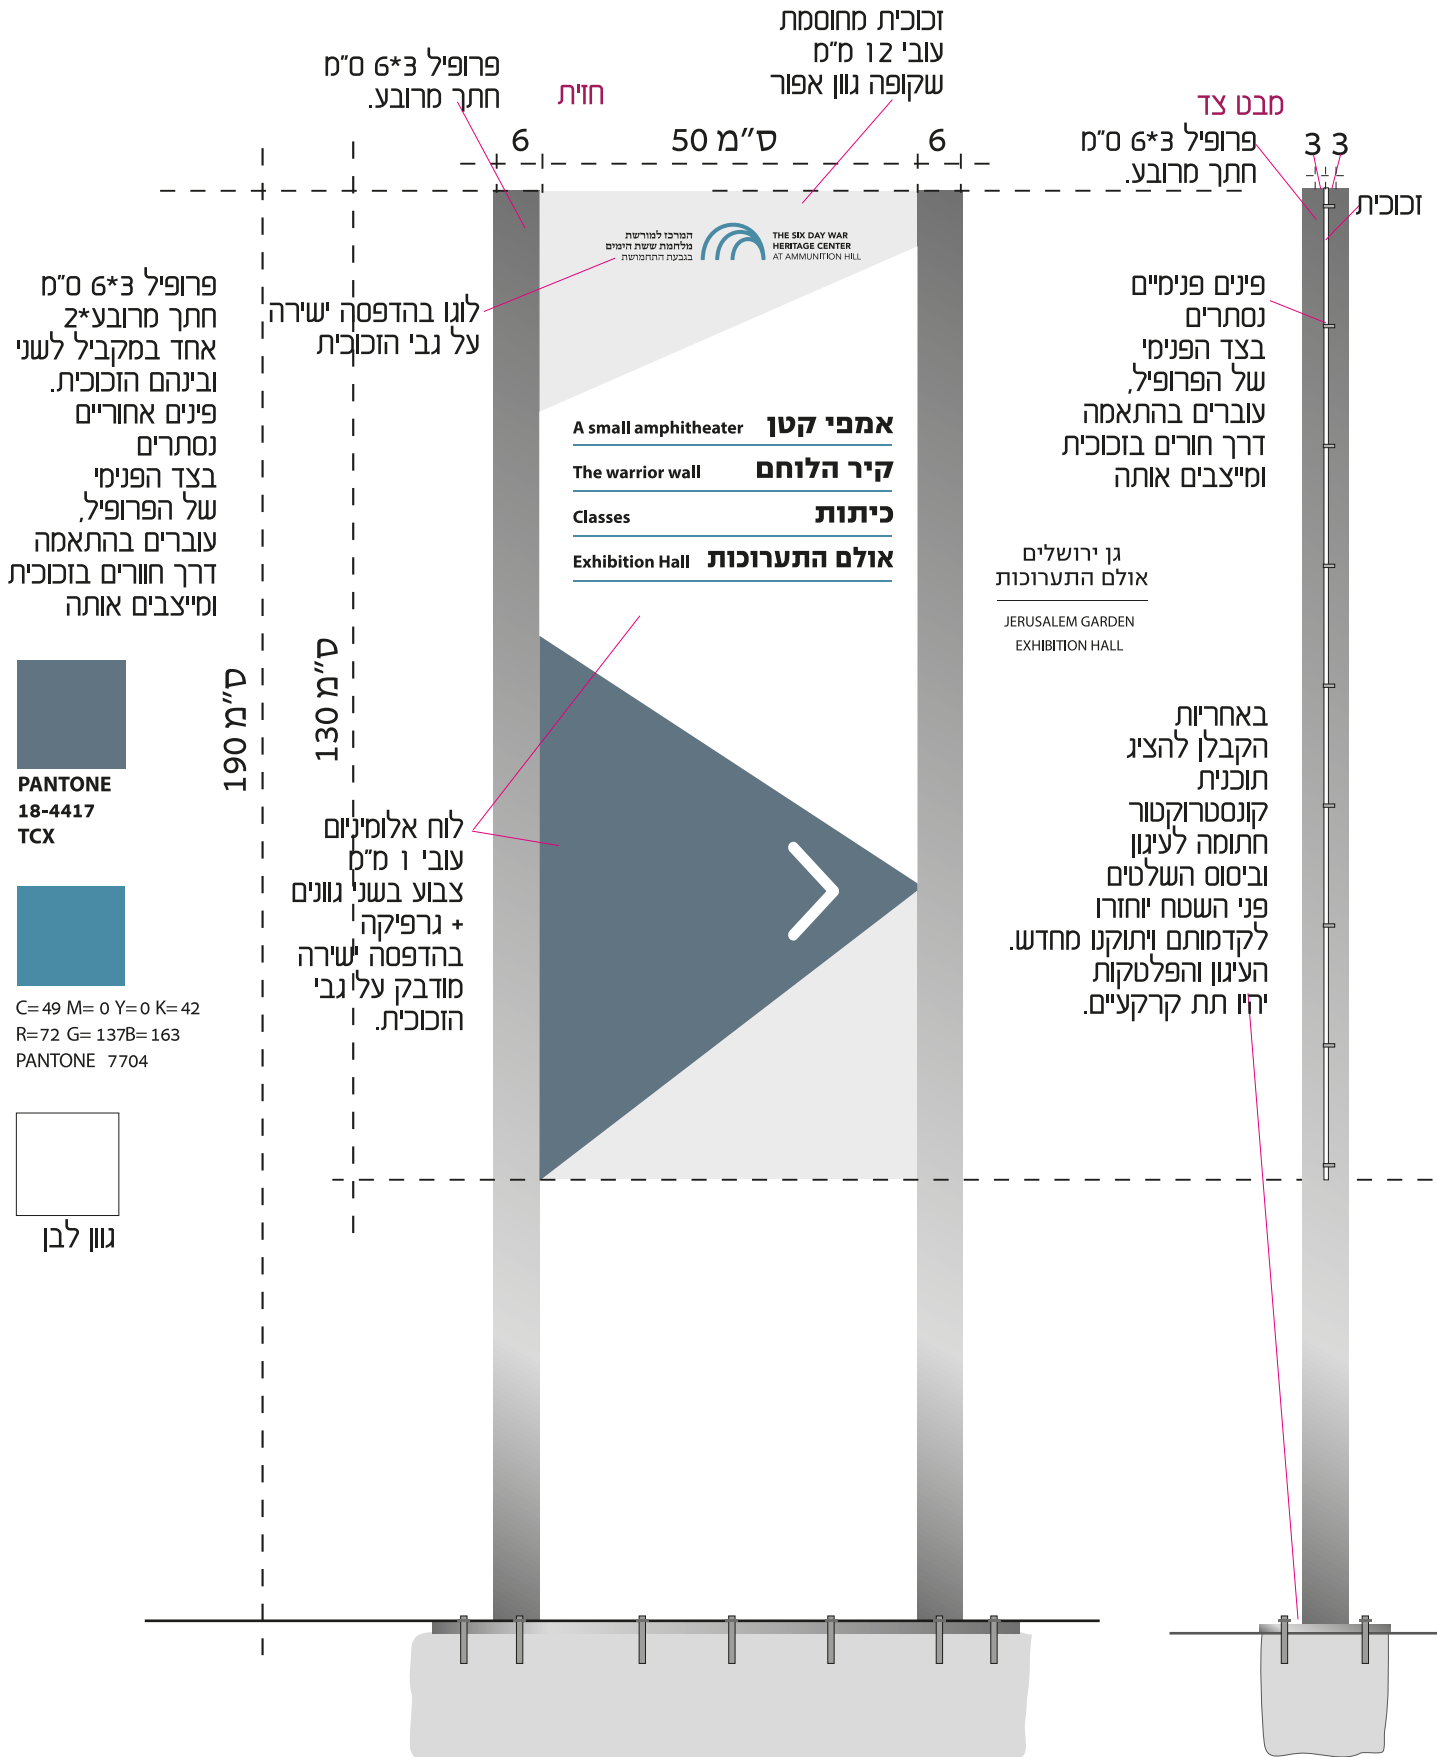 זכוכית מחוסמת
עובי 12 מ"מ
שקופה גוון אפור
פרופיל 3*6 ס"מ
חתך מרובע.
חזית
מבט צד
פרופיל 3*6 ס"מ
חתך מרובע.
6
50 ס"מ
6
3 3
זכוכית
המרכז למורשת
מלחמת ששת הימים
בגבעת התחמושת
THE SIX DAY WAR
HERITAGE CENTER
AT AMMUNITION HILL
לוגו בהדפסה ישירה
על גבי הזכוכית
פרופיל 3*6 ס"מ
חתך מרובע*2
אחד במקביל לשני
ובינהם הזכוכית.
פינים אחוריים
נסתרים
בצד הפנימי
של הפרופיל,
עוברים בהתאמה
דרך חוורים בזכוכית
ומייצבים אותה
פינים פנימיים
נסתרים
בצד הפנימי
של הפרופיל,
עוברים בהתאמה
דרך חורים בזכוכית
ומייצבים אותה
A small amphitheater אמפי קטן
The warrior wall קיר הלוחם
Classes כיתות
Exhibition Hall אולם התערוכות
גן ירושלים
אולם התערוכות
JERUSALEM GARDEN
EXHIBITION HALL
190 ס"מ
130 ס"מ
PANTONE
18-4417
TCX
C=49 M= 0 Y=0 K=42
R=72 G= 137B= 163
PANTONE 7704
גוון לבן
לוח אלומיניום
עובי 1 מ"מ
צבוע בשני גוונים
+ גרפיקה
בהדפסה ישירה
מודבק על גבי
הזכוכית.
באחריות
הקבלן להציג
תוכנית
קונסטרוקטור
חתומה לעיגון
וביסוס השלטים
פני השטח יוחזרו
לקדמותם ויתוקנו מחדש.
העיגון והפלטקות
יהיו תת קרקעיים.